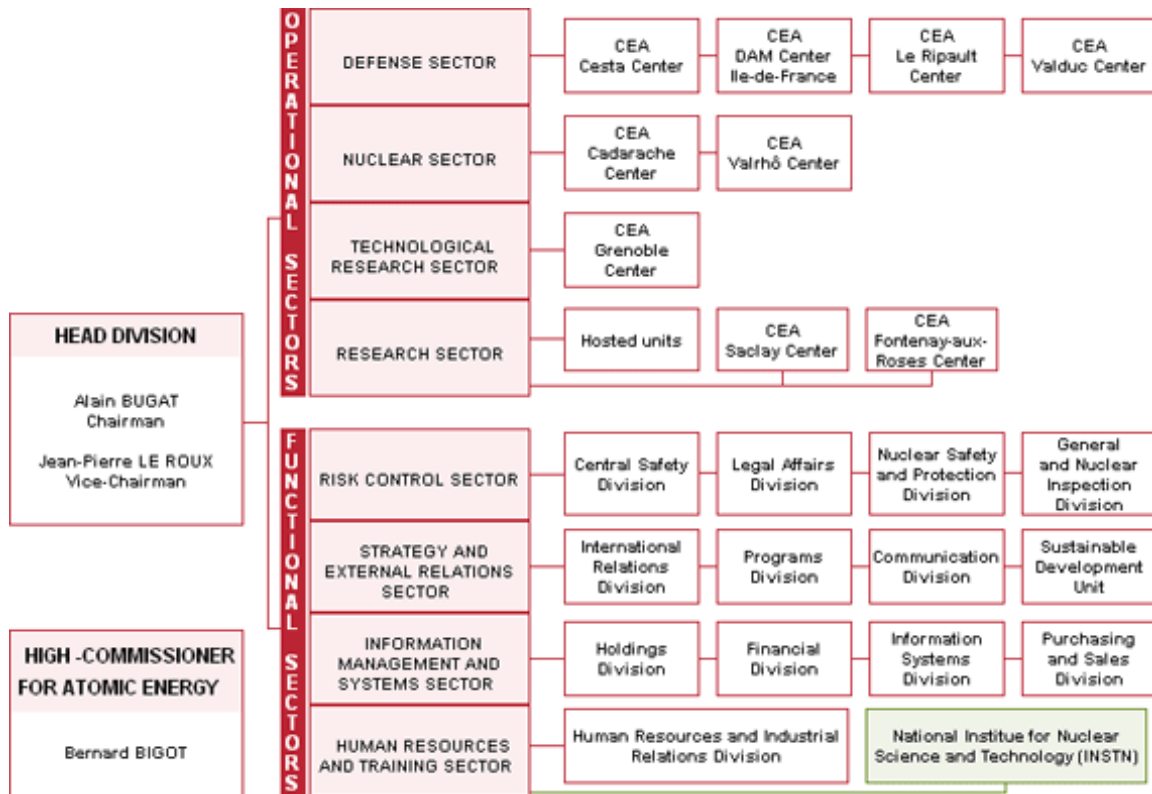 OPERATIONAL SECTORS
DEFENSE SECTOR
CEA
Cesta Center
CEA
DAM Center
Ile-de-France
CEA
Le Ripault
Center
CEA
Valduc Center
NUCLEAR SECTOR
CEA
Cadarache
Center
CEA
Valrhô Center
TECHNOLOGICAL
RESEARCH SECTOR
CEA
Grenoble
Center
RESEARCH SECTOR
Hosted units
CEA
Saclay Center
CEA
Fontenay-aux-
Roses Center
HEAD DIVISION
Alain BUGAT
Chairman
Jean-Pierre LE ROUX
Vice-Chairman
FUNCTIONAL SECTORS
RISK CONTROL SECTOR
Central Safety
Division
Legal Affairs
Division
Nuclear Safety
and Protection
Division
General
and Nuclear
Inspection
Division
STRATEGY AND
EXTERNAL RELATIONS
SECTOR
International
Relations
Division
Programs
Division
Communication
Division
Sustainable
Development
Unit
INFORMATION
MANAGEMENT AND
SYSTEMS SECTOR
Holdings
Division
Financial
Division
Information
Systems
Division
Purchasing
and Sales
Division
HUMAN RESOURCES
AND TRAINING SECTOR
Human Resources and Industrial
Relations Division
National Institue for Nuclear
Science and Technology (INSTN)
HIGH -COMMISSIONER
FOR ATOMIC ENERGY
Bernard BIGOT